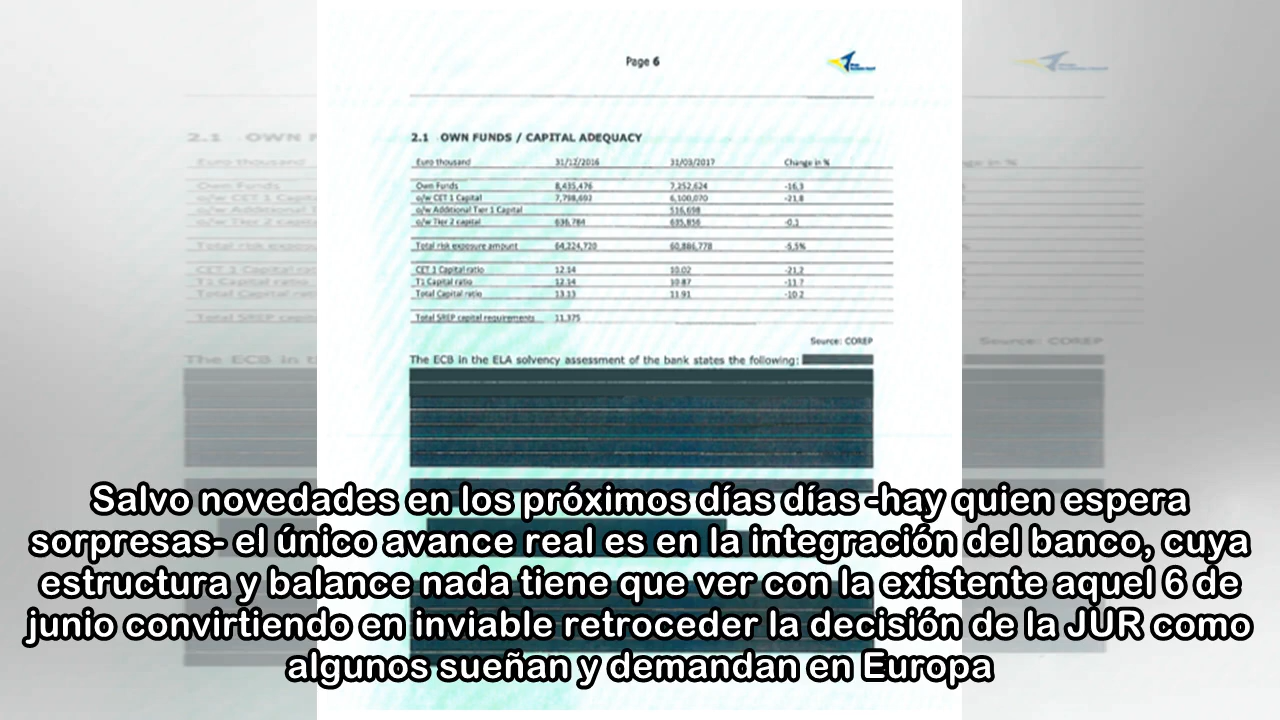 Page 6
2.1 OWN FUNDS / CAPITAL ADEQUACY
Euro thousand 31/12/2016 31/03/2017 Change in %
Own Funds 8,435,476 7,252,624 -16,3
o/w CET 1 Capital 7,798,692 6,100,070 -21,8
o/w Additional Tier 1 Capital 516,698
o/w Tier 2 capital 636,784 635,856 -0,1
Total risk exposure amount 64,224,720 60,886,778 -5,5%
CET 1 Capital ratio 12.14 10.02 -21,2
T1 Capital ratio 12.14 10.87 -11.7
Total Capital ratio 13.13 11.91 -10.2
Total SREP capital requirements 11.375
Source: COREP
The ECB in the ELA solvency assessment of the bank states the following:
Salvo novedades en los próximos días días -hay quien espera
sorpresas- el único avance real es en la integración del banco, cuya
estructura y balance nada tiene que ver con la existente aquel 6 de
junio convirtiendo en inviable retroceder la decisión de la JUR como
algunos sueñan y demandan en Europa